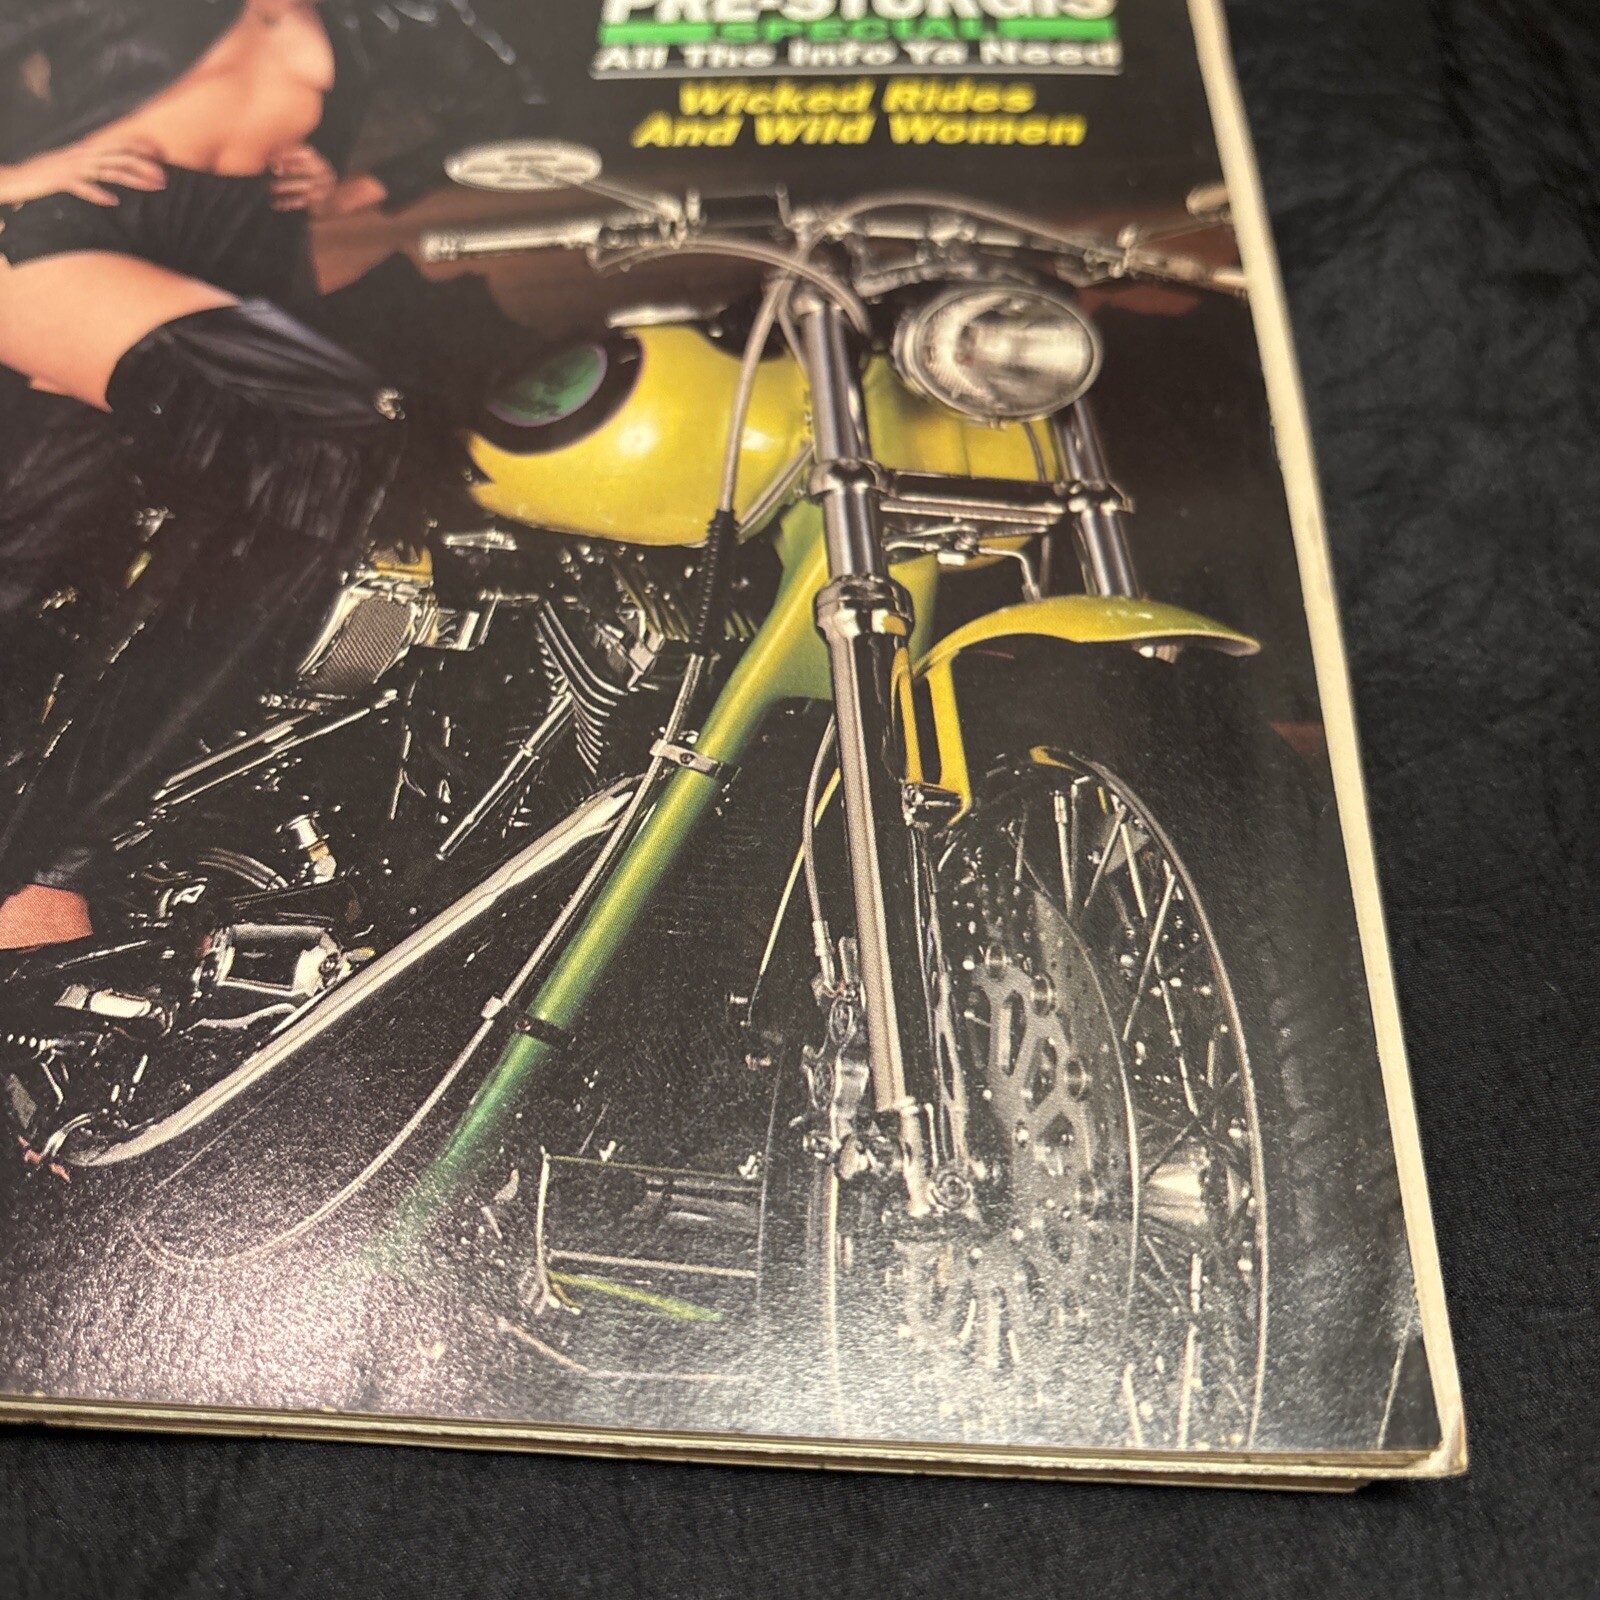 PRE-STURGIS
SPECIAL
All The Info Ya Need
Wicked Rides
And Wild Women